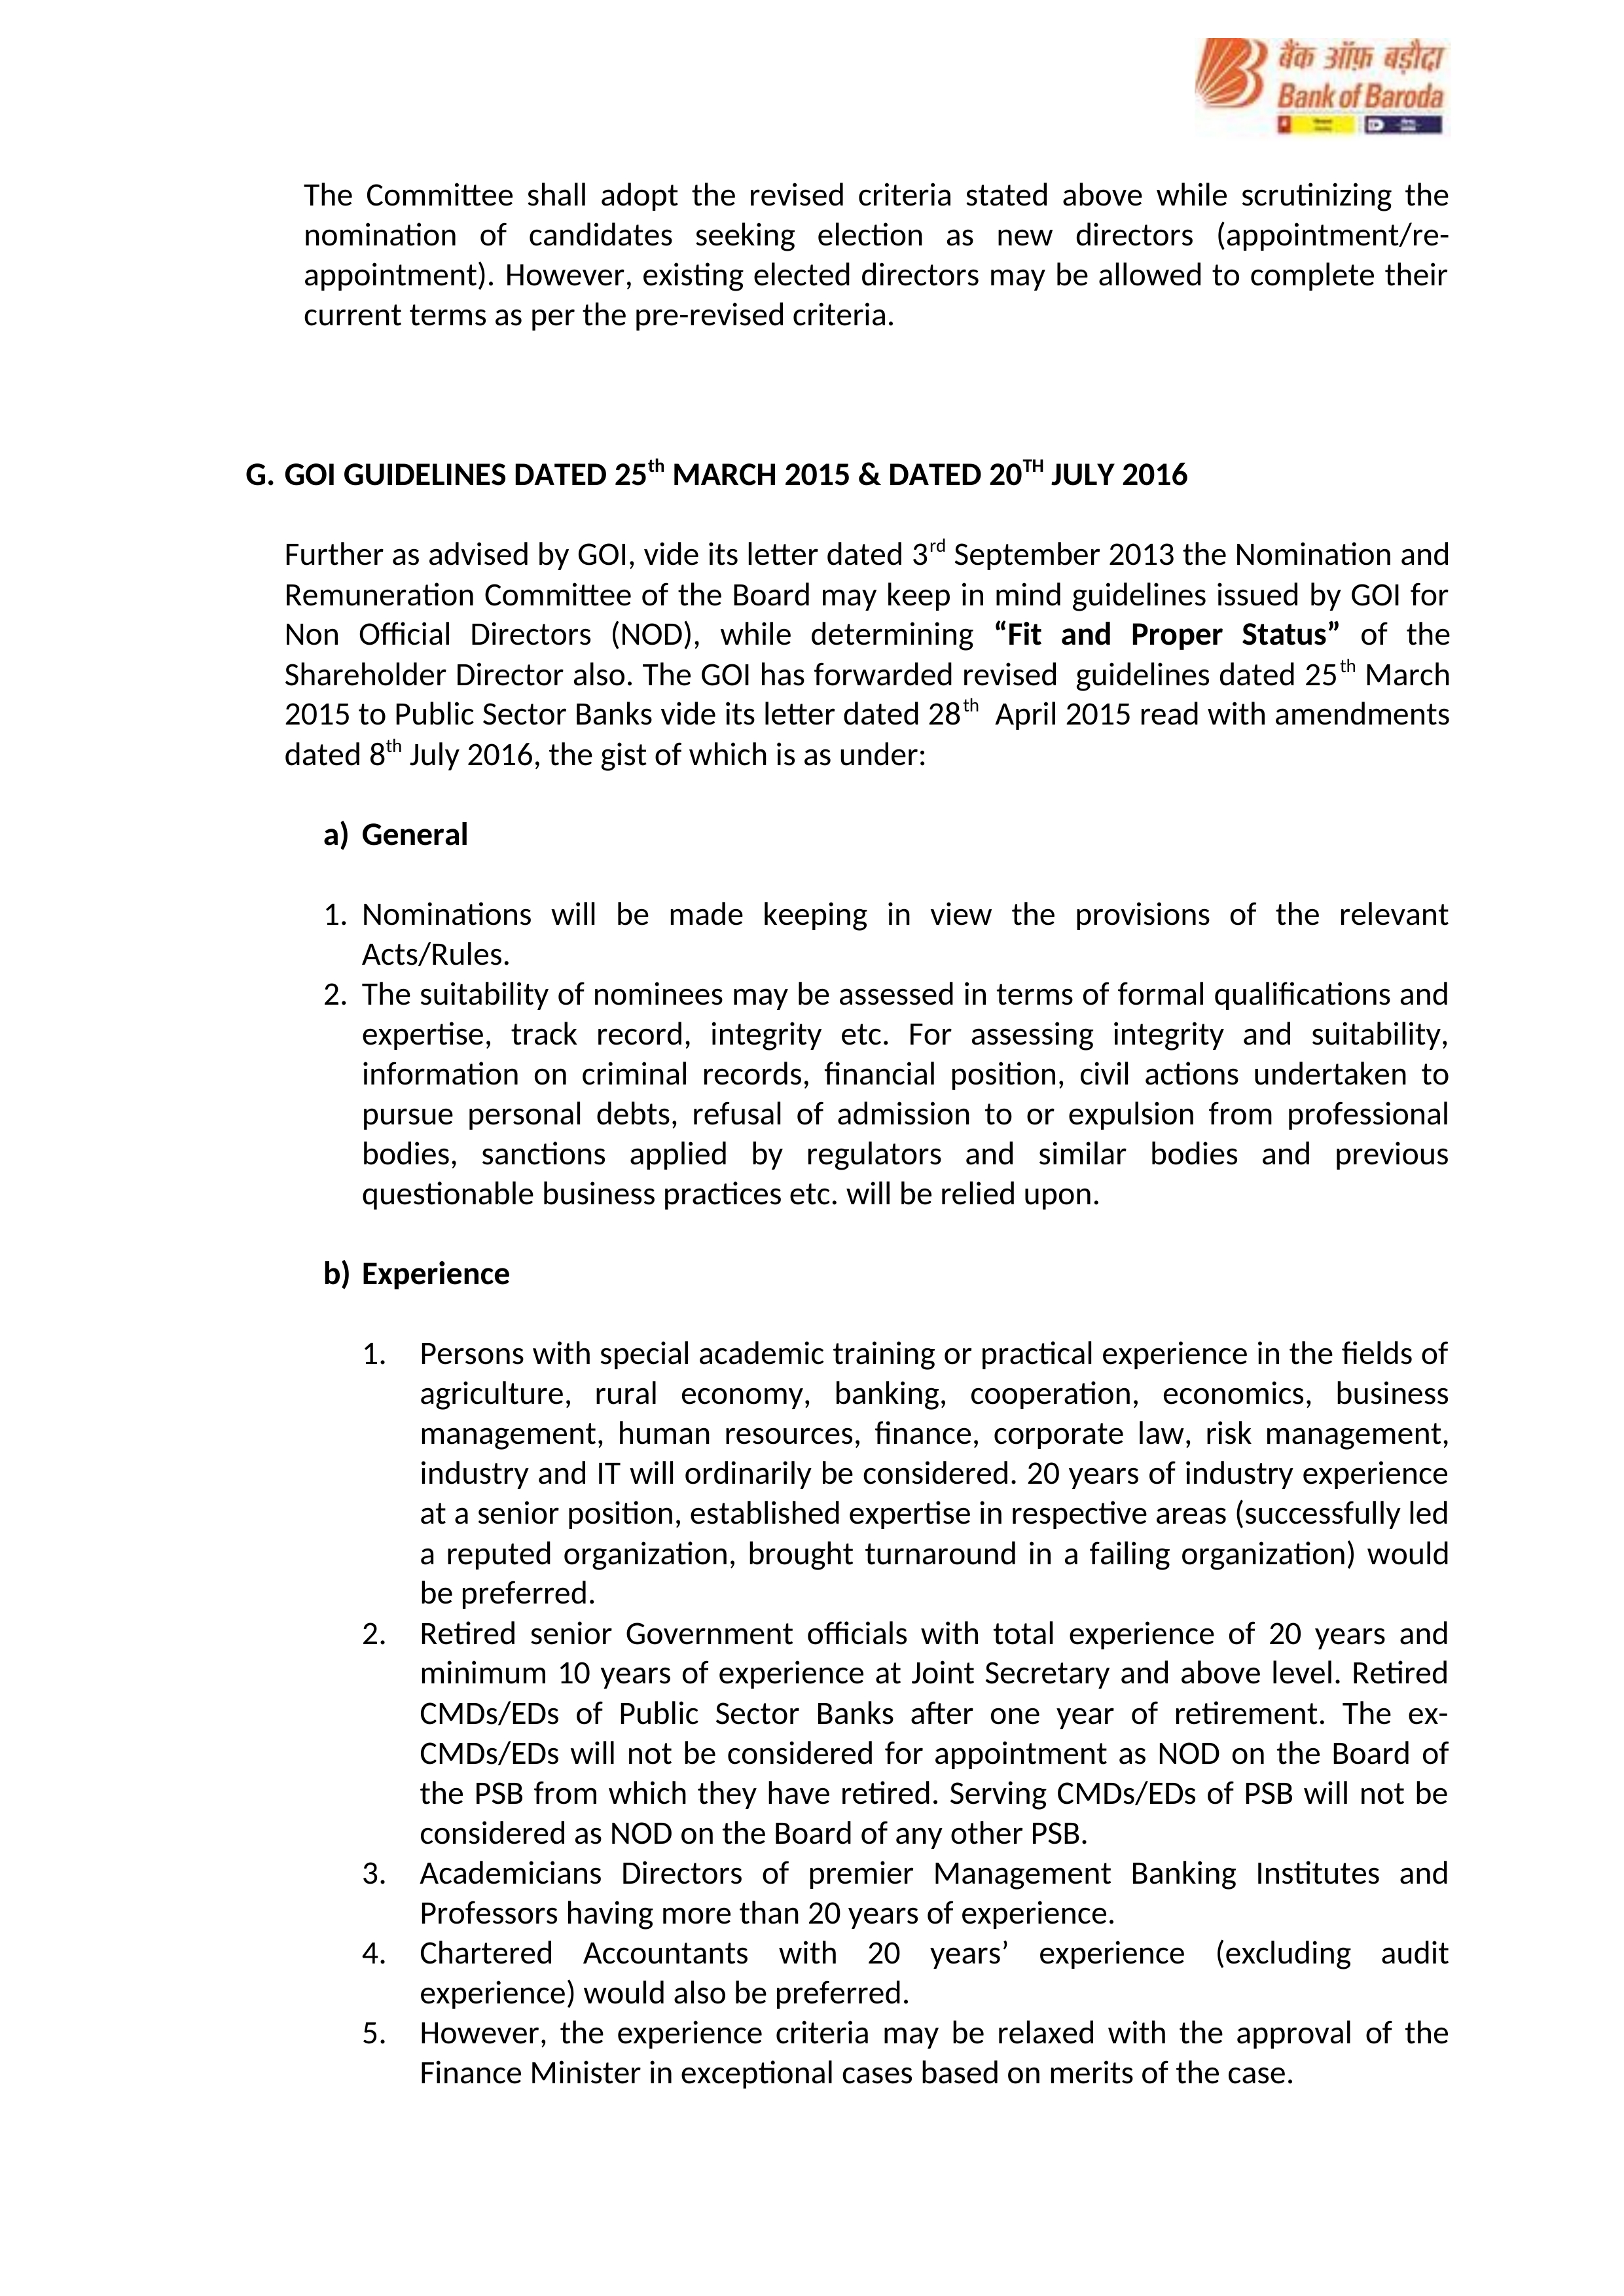 बैंक ऑफ़ बड़ौदा
Bank of Baroda
The Committee shall adopt the revised criteria stated above while scrutinizing the
nomination of candidates seeking election as new directors (appointment/re-
appointment). However, existing elected directors may be allowed to complete their
current terms as per the pre-revised criteria.
G. GOI GUIDELINES DATED 25th MARCH 2015 & DATED 20TH JULY 2016
Further as advised by GOI, vide its letter dated 3rd September 2013 the Nomination and
Remuneration Committee of the Board may keep in mind guidelines issued by GOI for
Non Official Directors (NOD), while determining “Fit and Proper Status” of the
Shareholder Director also. The GOI has forwarded revised guidelines dated 25th March
2015 to Public Sector Banks vide its letter dated 28th April 2015 read with amendments
dated 8th July 2016, the gist of which is as under:
a) General
1. Nominations will be made keeping in view the provisions of the relevant
Acts/Rules.
2. The suitability of nominees may be assessed in terms of formal qualifications and
expertise, track record, integrity etc. For assessing integrity and suitability,
information on criminal records, financial position, civil actions undertaken to
pursue personal debts, refusal of admission to or expulsion from professional
bodies, sanctions applied by regulators and similar bodies and previous
questionable business practices etc. will be relied upon.
b) Experience
1. Persons with special academic training or practical experience in the fields of
agriculture, rural economy, banking, cooperation, economics, business
management, human resources, finance, corporate law, risk management,
industry and IT will ordinarily be considered. 20 years of industry experience
at a senior position, established expertise in respective areas (successfully led
a reputed organization, brought turnaround in a failing organization) would
be preferred.
2. Retired senior Government officials with total experience of 20 years and
minimum 10 years of experience at Joint Secretary and above level. Retired
CMDs/EDs of Public Sector Banks after one year of retirement. The ex-
CMDs/EDs will not be considered for appointment as NOD on the Board of
the PSB from which they have retired. Serving CMDs/EDs of PSB will not be
considered as NOD on the Board of any other PSB.
3. Academicians Directors of premier Management Banking Institutes and
Professors having more than 20 years of experience.
4. Chartered Accountants with 20 years’ experience (excluding audit
experience) would also be preferred.
5. However, the experience criteria may be relaxed with the approval of the
Finance Minister in exceptional cases based on merits of the case.